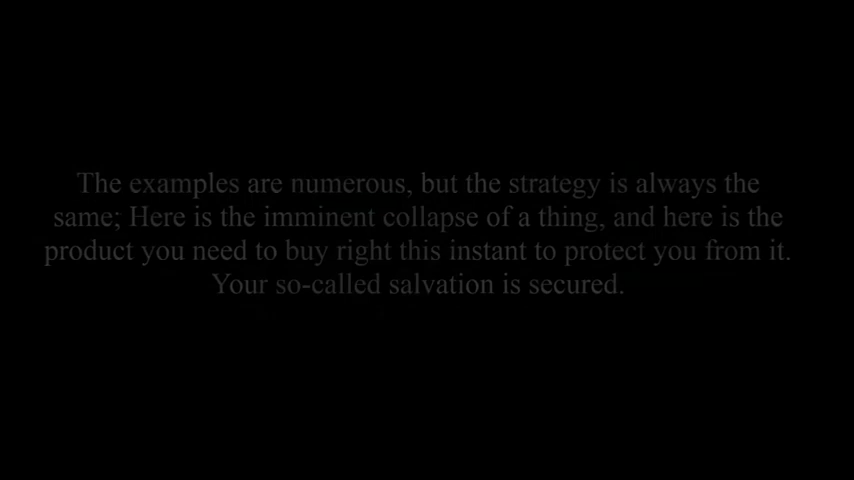 The examples are numerous, but the strategy is always the
same; Here is the imminent collapse of a thing, and here is the
product you need to buy right this instant to protect you from it.
Your so-called salvation is secured.